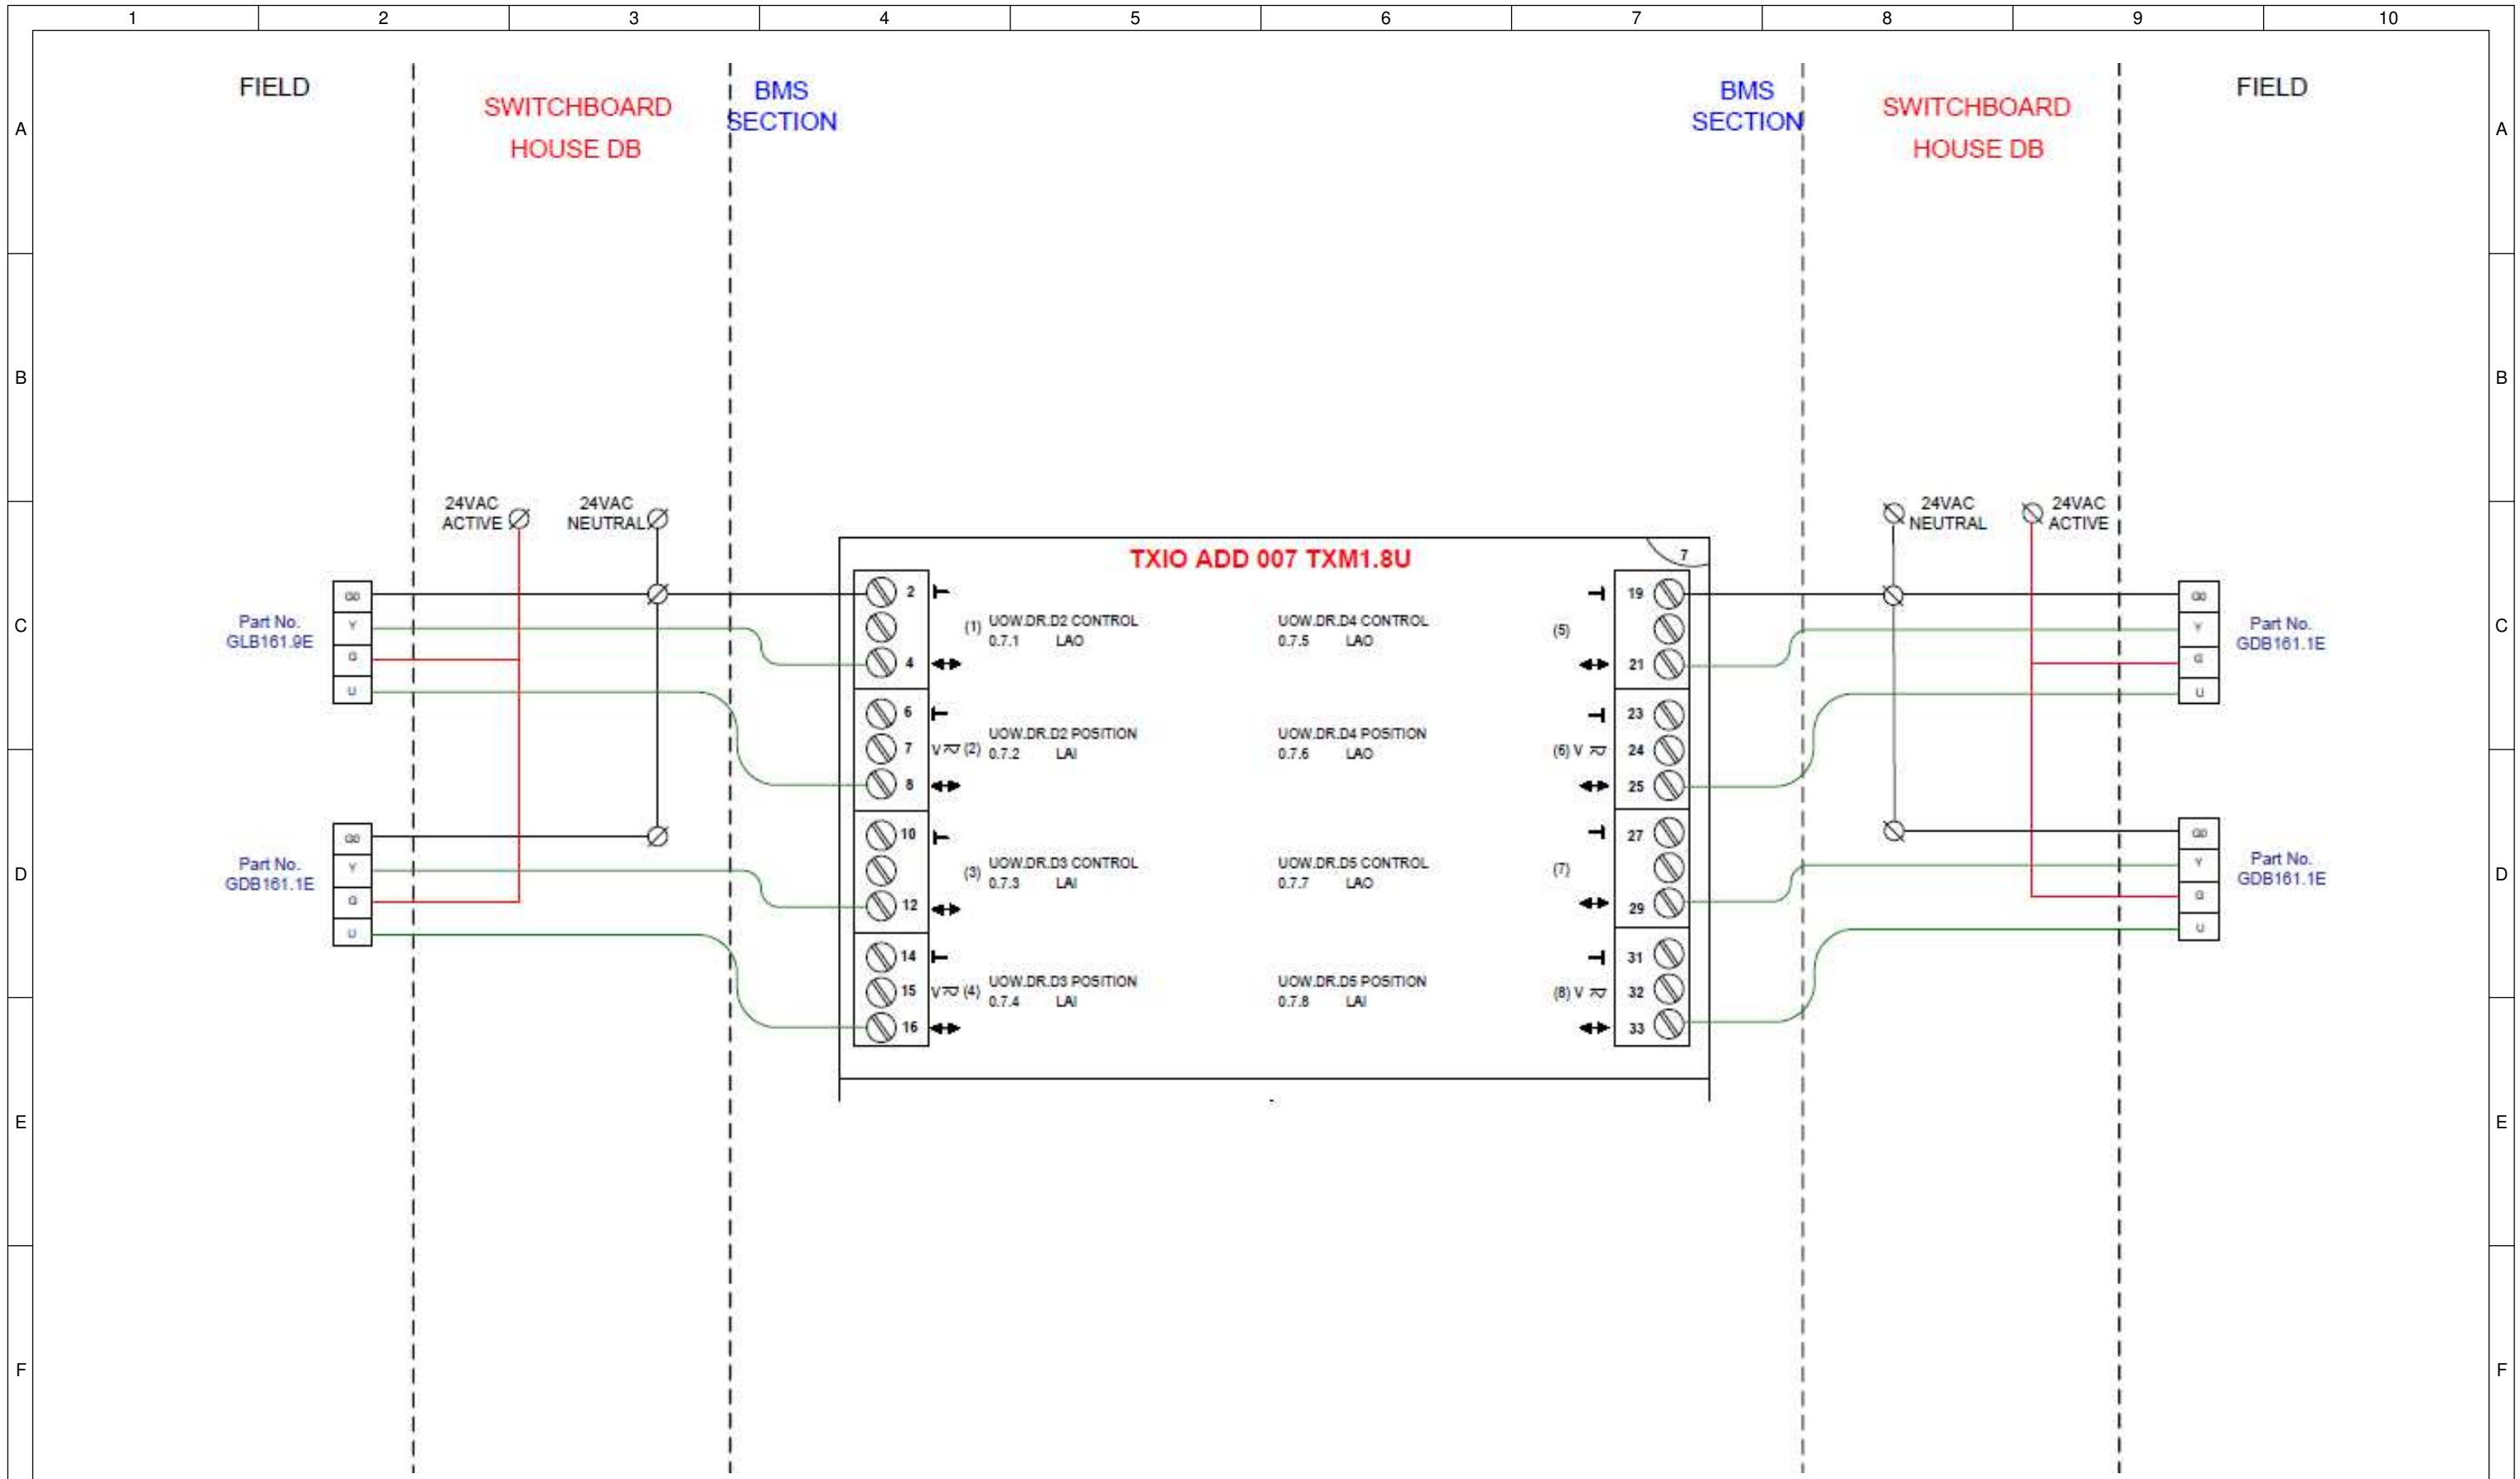 1 2 3 4 5 6 7 8 9 10
FIELD
SWITCHBOARD
HOUSE DB
BMS
SECTION
BMS
SECTION
SWITCHBOARD
HOUSE DB
FIELD
A A
B B
C C
D D
E E
F F
24VAC
ACTIVE
24VAC
NEUTRAL
24VAC
NEUTRAL
24VAC
ACTIVE
TXIO ADD 007 TXM1.8U
7
Part No.
GLB161.9E
G0
Y
G
U
Part No.
GDB161.1E
G0
Y
G
U
2
(1) UOW.DR.D2 CONTROL
0.7.1 LAO
4
6
7 V (2) UOW.DR.D2 POSITION
0.7.2 LAI
8
10
(3) UOW.DR.D3 CONTROL
0.7.3 LAI
12
14
15 V (4) UOW.DR.D3 POSITION
0.7.4 LAI
16
19
UOW.DR.D4 CONTROL (5)
0.7.5 LAO
21
23
UOW.DR.D4 POSITION
0.7.6 LAO
(6) V 24
25
27
UOW.DR.D5 CONTROL (7)
0.7.7 LAO
29
31
UOW.DR.D5 POSITION
0.7.8 LAI
(8) V 32
33
G0
Y
G
U
Part No.
GDB161.1E
G0
Y
G
U
Part No.
GDB161.1E